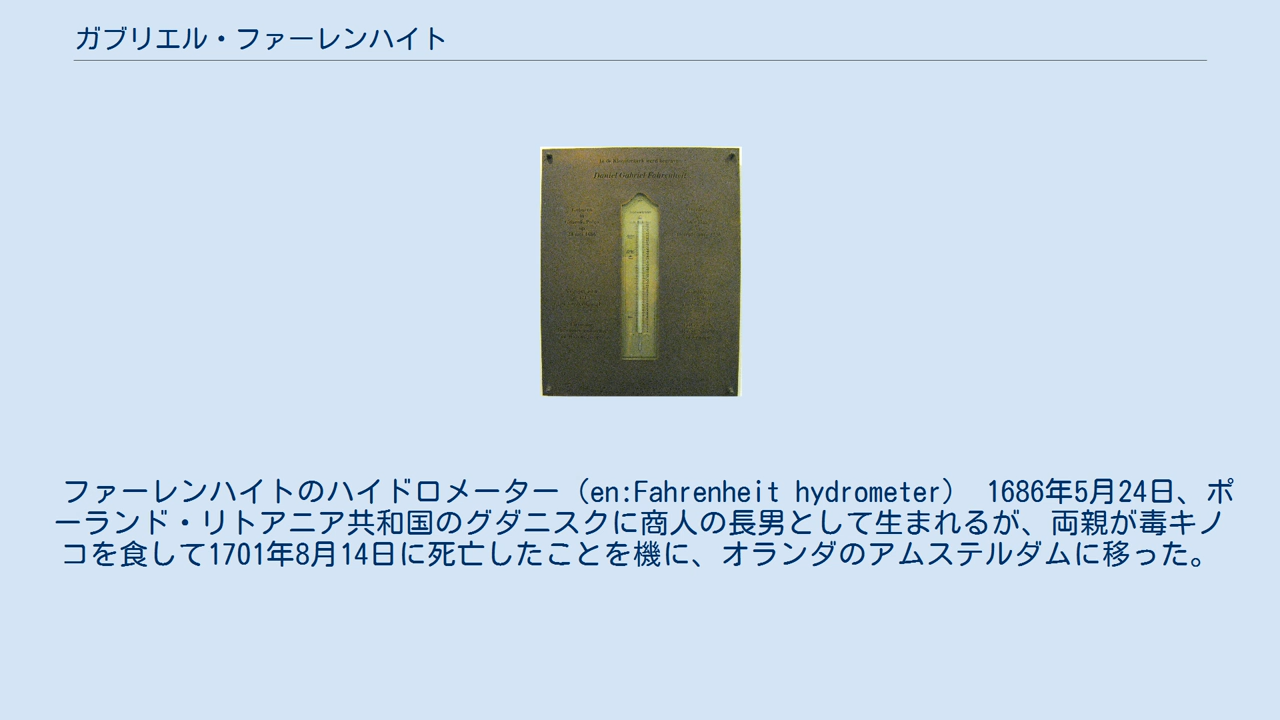 ガブリエル・ファーレンハイト
Daniel Gabriel Fahrenheit
ファーレンハイトのハイドロメーター（en:Fahrenheit hydrometer） 1686年5月24日、ポ
ーランド・リトアニア共和国のグダニスクに商人の長男として生まれるが、両親が毒キノ
コを食して1701年8月14日に死亡したことを機に、オランダのアムステルダムに移った。